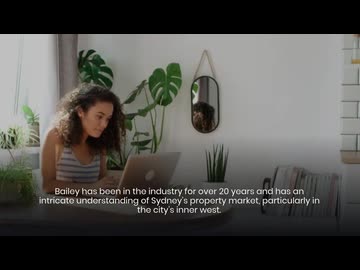 Bailey has been in the industry for over 20 years and has an
intricate understanding of Sydney's property market, particularly in
the city's inner west.